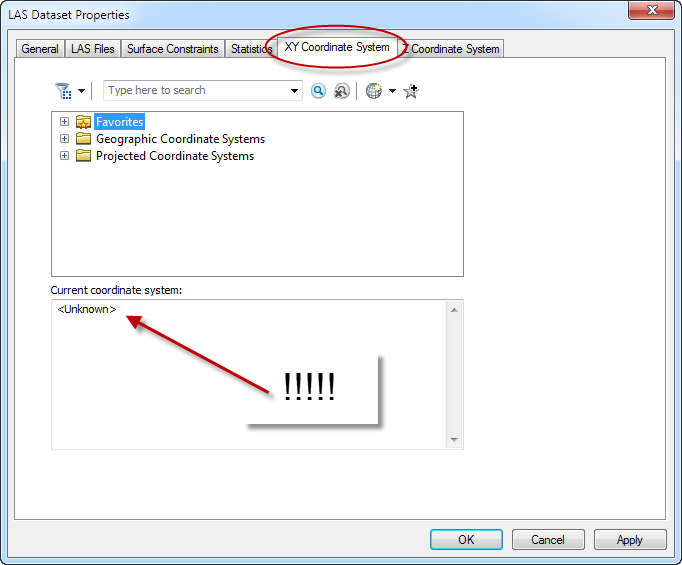 LAS Dataset Properties
General LAS Files Surface Constraints Statistics XY Coordinate System Z Coordinate System
Type here to search
Favorites
Geographic Coordinate Systems
Projected Coordinate Systems
Current coordinate system:
<Unknown>
!!!!!
OK Cancel Apply